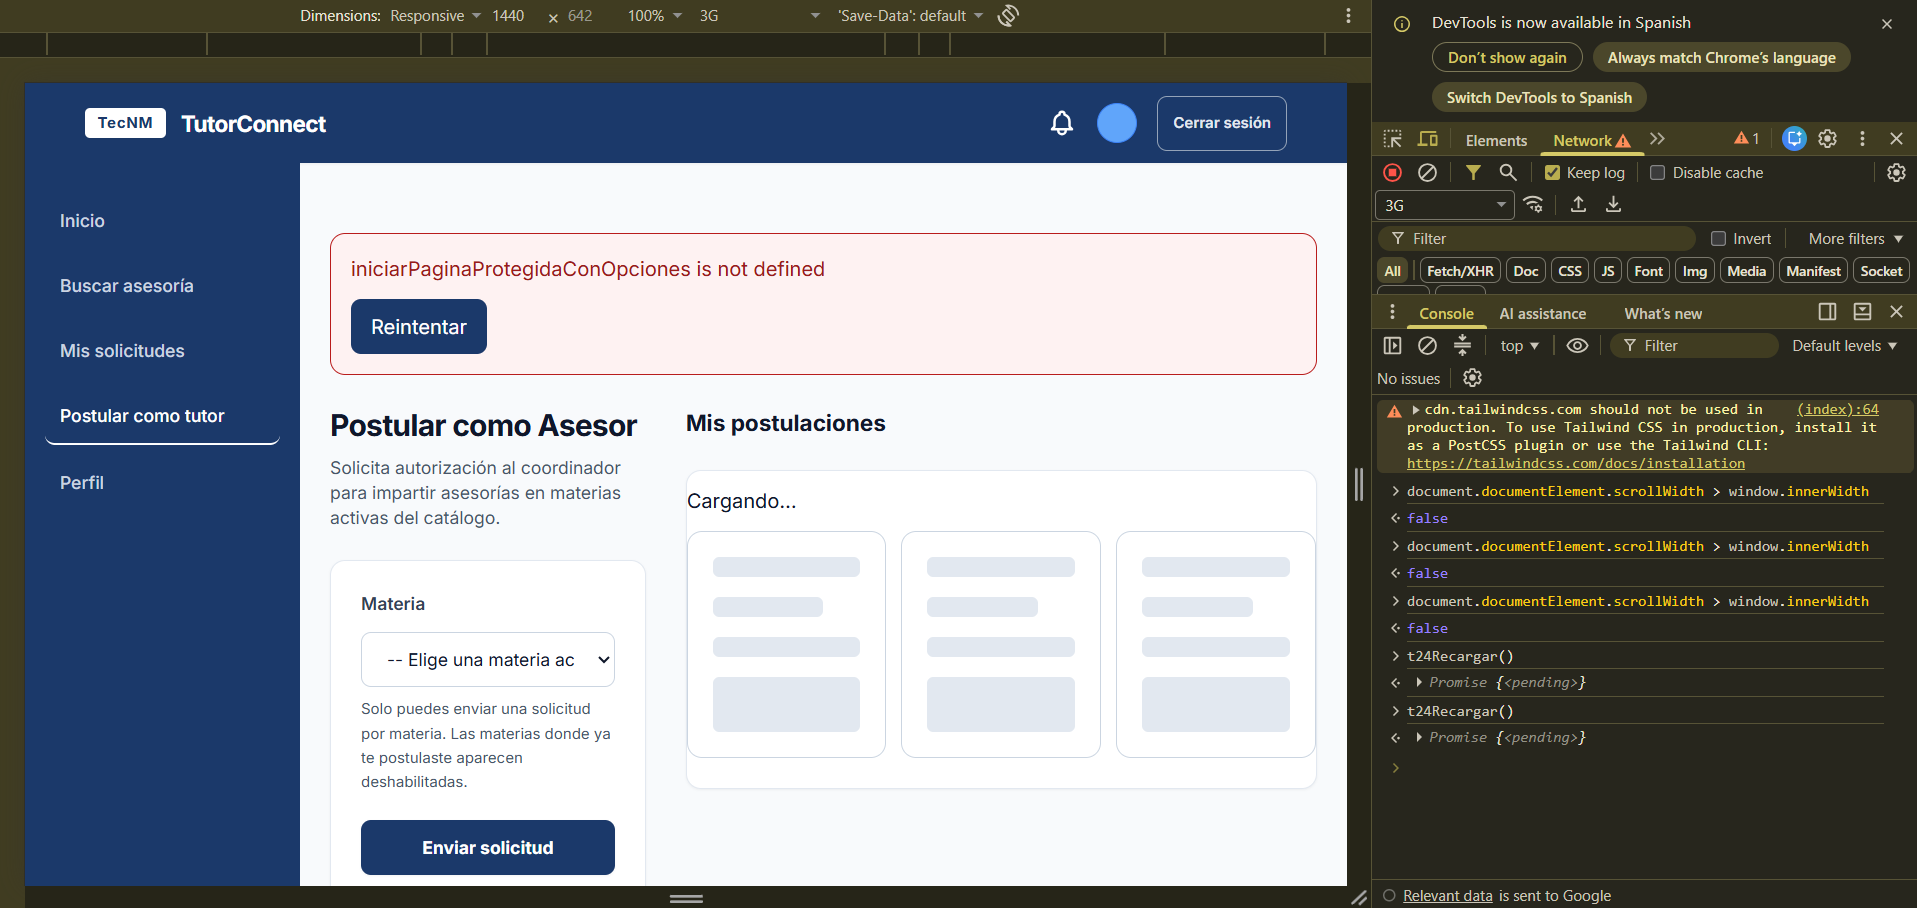 Dimensions: Responsive 1440 × 642 100% 3G 'Save-Data': default
TecNM TutorConnect
Cerrar sesión
Inicio
Buscar asesoría
Mis solicitudes
Postular como tutor
Perfil
iniciarPaginaProtegidaConOpciones is not defined
Reintentar
Postular como Asesor
Solicita autorización al coordinador
para impartir asesorías en materias
activas del catálogo.
Materia
-- Elige una materia ac
Solo puedes enviar una solicitud
por materia. Las materias donde ya
te postulaste aparecen
deshabilitadas.
Enviar solicitud
Mis postulaciones
Cargando...
DevTools is now available in Spanish
Don't show again
Always match Chrome's language
Switch DevTools to Spanish
Elements
Network
1
Keep log
Disable cache
3G
Filter
Invert
More filters
All
Fetch/XHR
Doc
CSS
JS
Font
Img
Media
Manifest
Socket
Console
AI assistance
What's new
top
Filter
Default levels
No issues
cdn.tailwindcss.com should not be used in (index):64
production. To use Tailwind CSS in production, install it
as a PostCSS plugin or use the Tailwind CLI:
https://tailwindcss.com/docs/installation
document.documentElement.scrollWidth > window.innerWidth
false
document.documentElement.scrollWidth > window.innerWidth
false
document.documentElement.scrollWidth > window.innerWidth
false
t24Recargar()
Promise {<pending>}
t24Recargar()
Promise {<pending>}
Relevant data is sent to Google